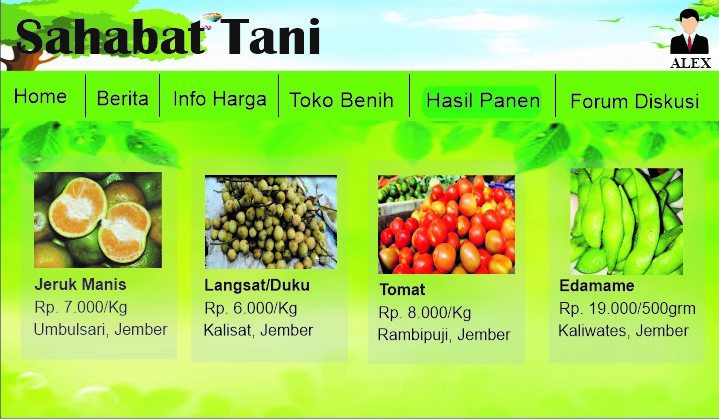 Sahabat Tani
ALEX
Home
Berita
Info Harga
Toko Benih
Hasil Panen
Forum Diskusi
Jeruk Manis
Rp. 7.000/Kg
Umbulsari, Jember
Langsat/Duku
Rp. 6.000/Kg
Kalisat, Jember
Tomat
Rp. 8.000/Kg
Rambipuji, Jember
Edamame
Rp. 19.000/500grm
Kaliwates, Jember